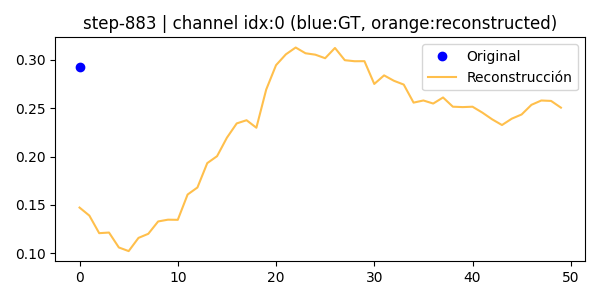 step-883 | channel idx:0 (blue:GT, orange:reconstructed)
Original
Reconstrucción
0.30
0.25
0.20
0.15
0.10
0 10 20 30 40 50